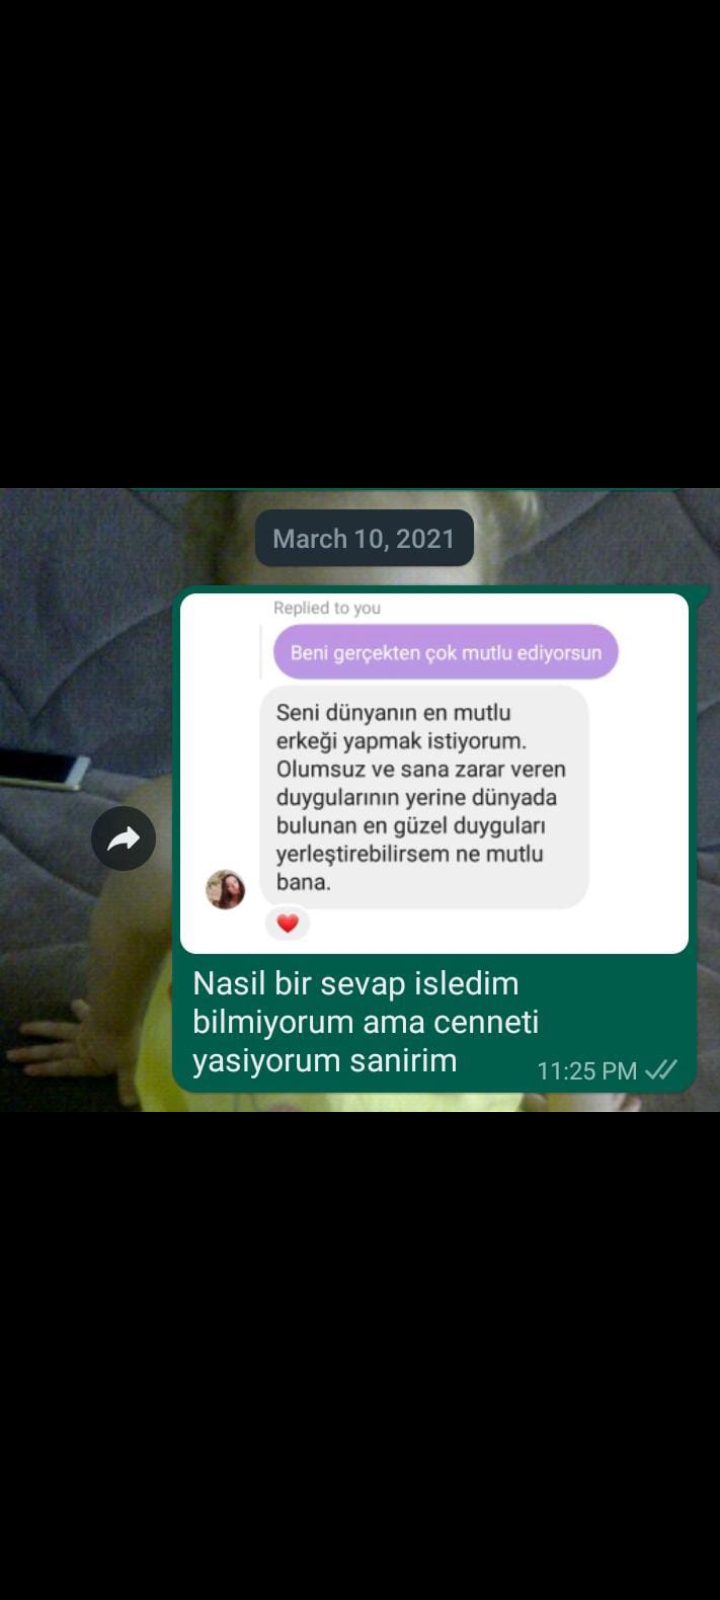 March 10, 2021
Replied to you
Beni gerçekten çok mutlu ediyorsun
Seni dünyanın en mutlu
erkeği yapmak istiyorum.
Olumsuz ve sana zarar veren
duygularının yerine dünyada
bulunan en güzel duyguları
yerleştirebilirsem ne mutlu
bana.
Nasil bir sevap isledim
bilmiyorum ama cenneti
yasiyorum sanirim
11:25 PM